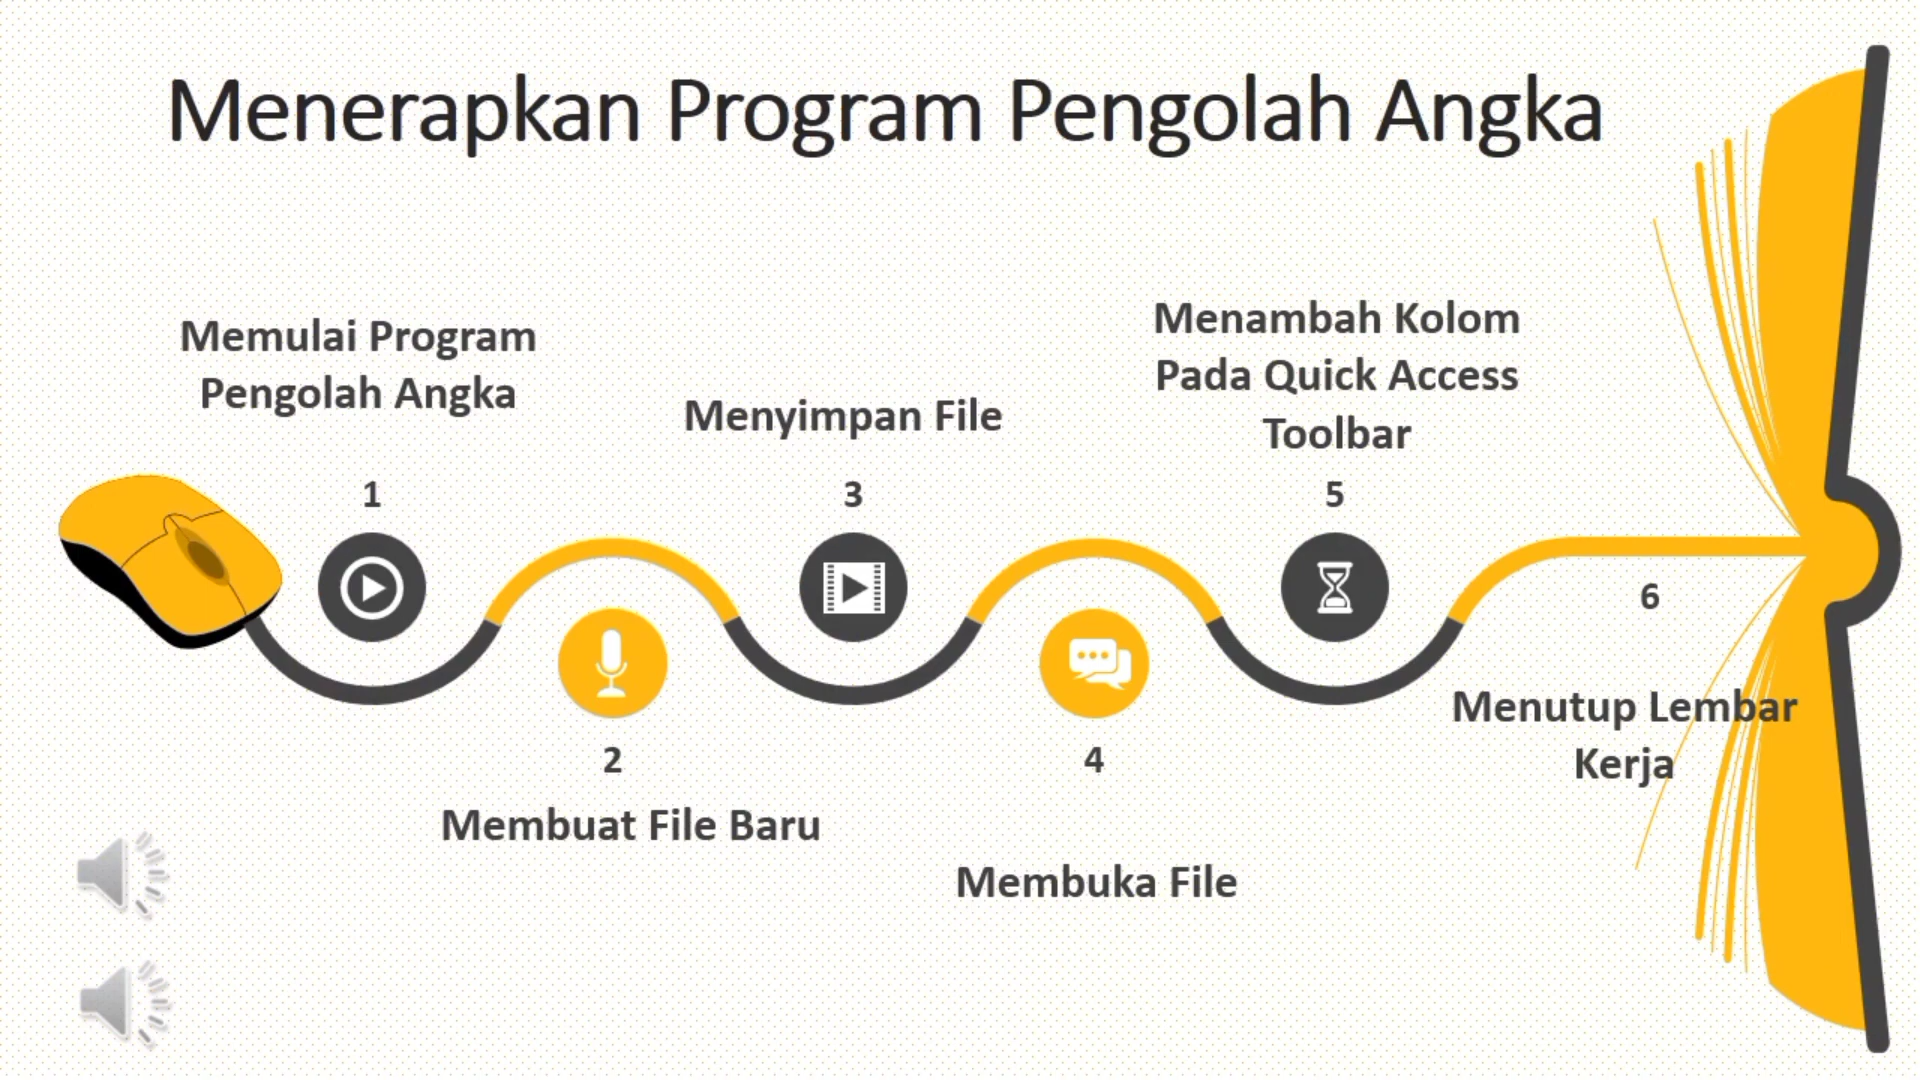 Menerapkan Program Pengolah Angka
Memulai Program
Pengolah Angka
1
2
Membuat File Baru
Menyimpan File
3
4
Membuka File
Menambah Kolom
Pada Quick Access
Toolbar
5
6
Menutup Lembar
Kerja